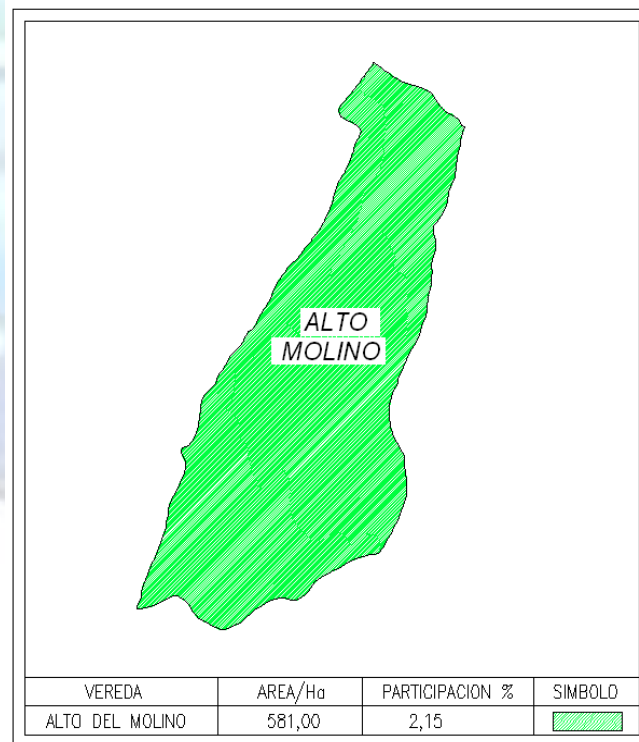 ALTO
MOLINO
VEREDA AREA/Ha PARTICIPACION % SIMBOLO
ALTO DEL MOLINO 581,00 2,15